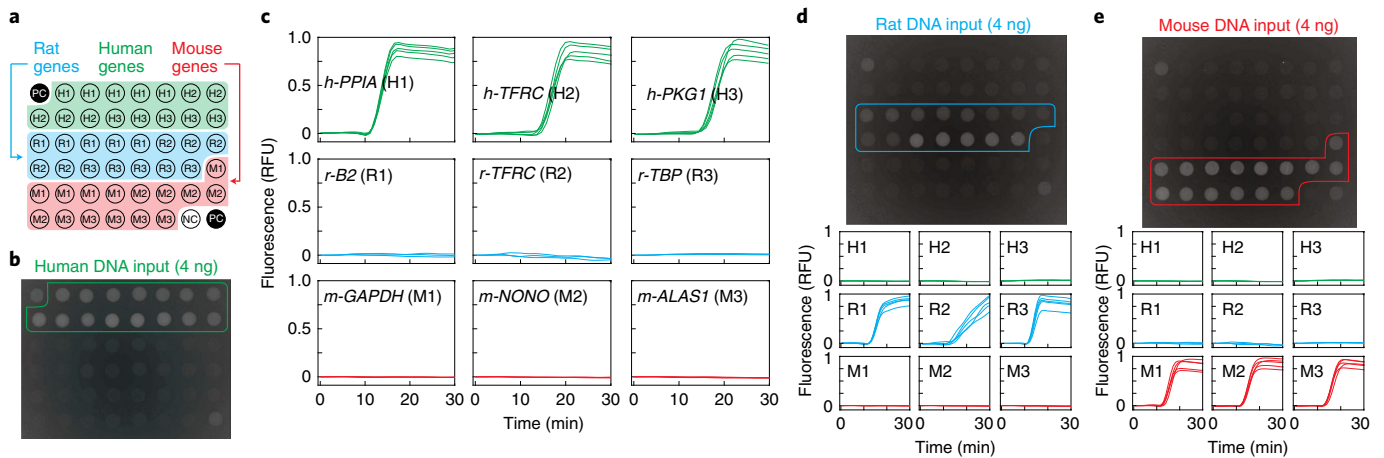 a
Rat genes
Human genes
Mouse genes
PC H1 H1 H1 H1 H1 H2 H2
H2 H2 H2 H3 H3 H3 H3 H3
R1 R1 R1 R1 R1 R2 R2 R2
R2 R2 R3 R3 R3 R3 R3 M1
M1 M1 M1 M1 M2 M2 M2 M2
M2 M3 M3 M3 M3 M3 NC PC
b
Human DNA input (4 ng)
c
Fluorescence (RFU)
1.0
0.5
0
h-PPIA (H1)
h-TFRC (H2)
h-PKG1 (H3)
1.0
0.5
0
r-B2 (R1)
r-TFRC (R2)
r-TBP (R3)
1.0
0.5
0
m-GAPDH (M1)
m-NONO (M2)
m-ALAS1 (M3)
0 10 20 30
0 10 20 30
0 10 20 30
Time (min)
d
Rat DNA input (4 ng)
Fluorescence (RFU)
1
0
H1
H2
H3
1
0
R1
R2
R3
1
0
M1
M2
M3
0 30
0 30
0 30
Time (min)
e
Mouse DNA input (4 ng)
Fluorescence (RFU)
1
0
H1
H2
H3
1
0
R1
R2
R3
1
0
M1
M2
M3
0 30
0 30
0 30
Time (min)